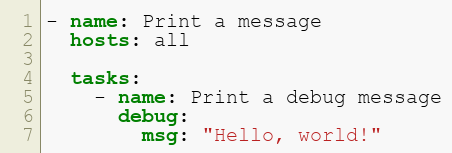 1 - name: Print a message
2   hosts: all
3
4   tasks:
5     - name: Print a debug message
6       debug:
7         msg: "Hello, world!"